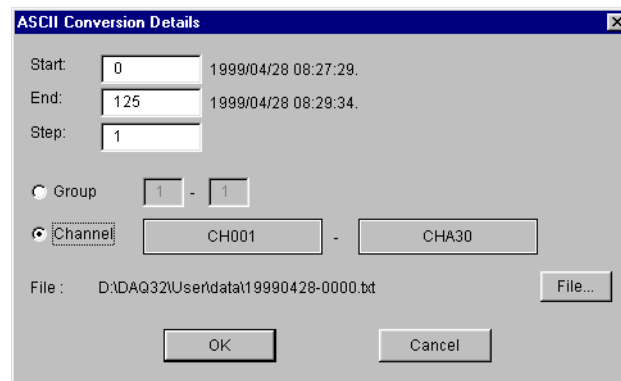 ASCII Conversion Details
Start: 0 1999/04/28 08:27:29.
End: 125 1999/04/28 08:29:34.
Step: 1
Group 1 - 1
Channel CH001 - CHA30
File : D:\DAQ32\User\data\19990428-0000.txt File...
OK Cancel